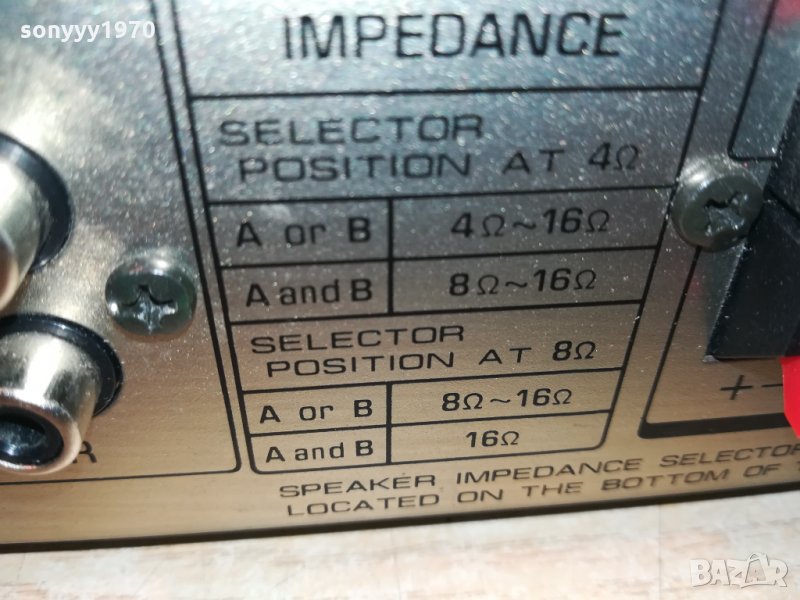 sonyyy1970
IMPEDANCE
SELECTOR
POSITION AT 4Ω
A or B 4Ω~16Ω
A and B 8Ω~16Ω
SELECTOR
POSITION AT 8Ω
A or B 8Ω~16Ω
A and B 16Ω
+ -
R
SPEAKER IMPEDANCE SELECTOR
LOCATED ON THE BOTTOM OF
BAZAR